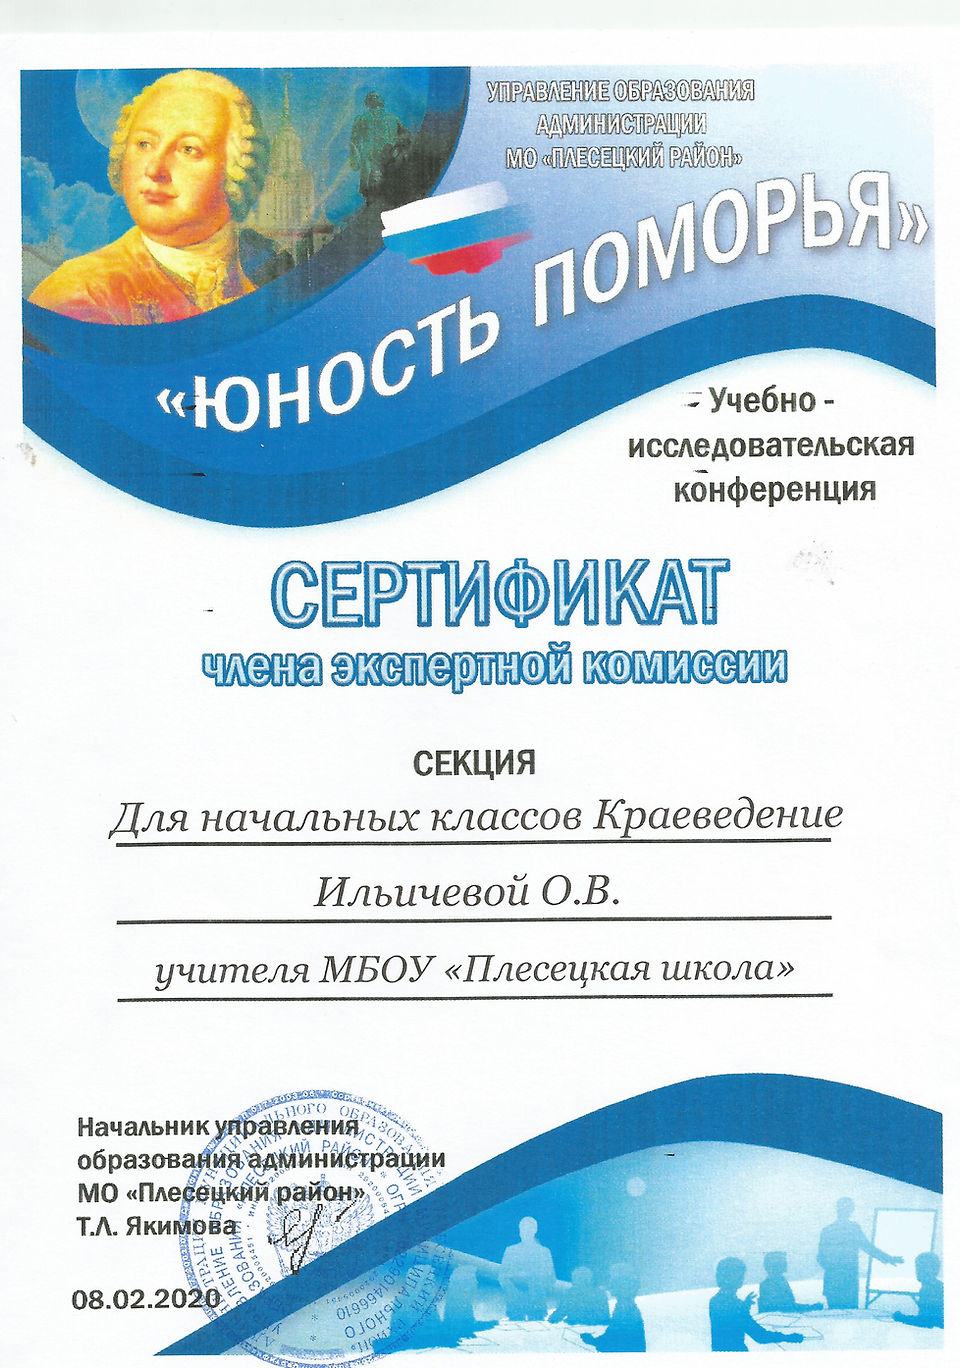 УПРАВЛЕНИЕ ОБРАЗОВАНИЯ
АДМИНИСТРАЦИИ
МО «ПЛЕСЕЦКИЙ РАЙОН»
«ЮНОСТЬ ПОМОРЬЯ»
Учебно -
исследовательская
конференция
СЕРТИФИКАТ
члена экспертной комиссии
СЕКЦИЯ
Для начальных классов Краеведение
Ильичевой О.В.
учителя МБОУ «Плесецкая школа»
Начальник управления
образования администрации
МО «Плесецкий район»
Т.Л. Якимова
08.02.2020